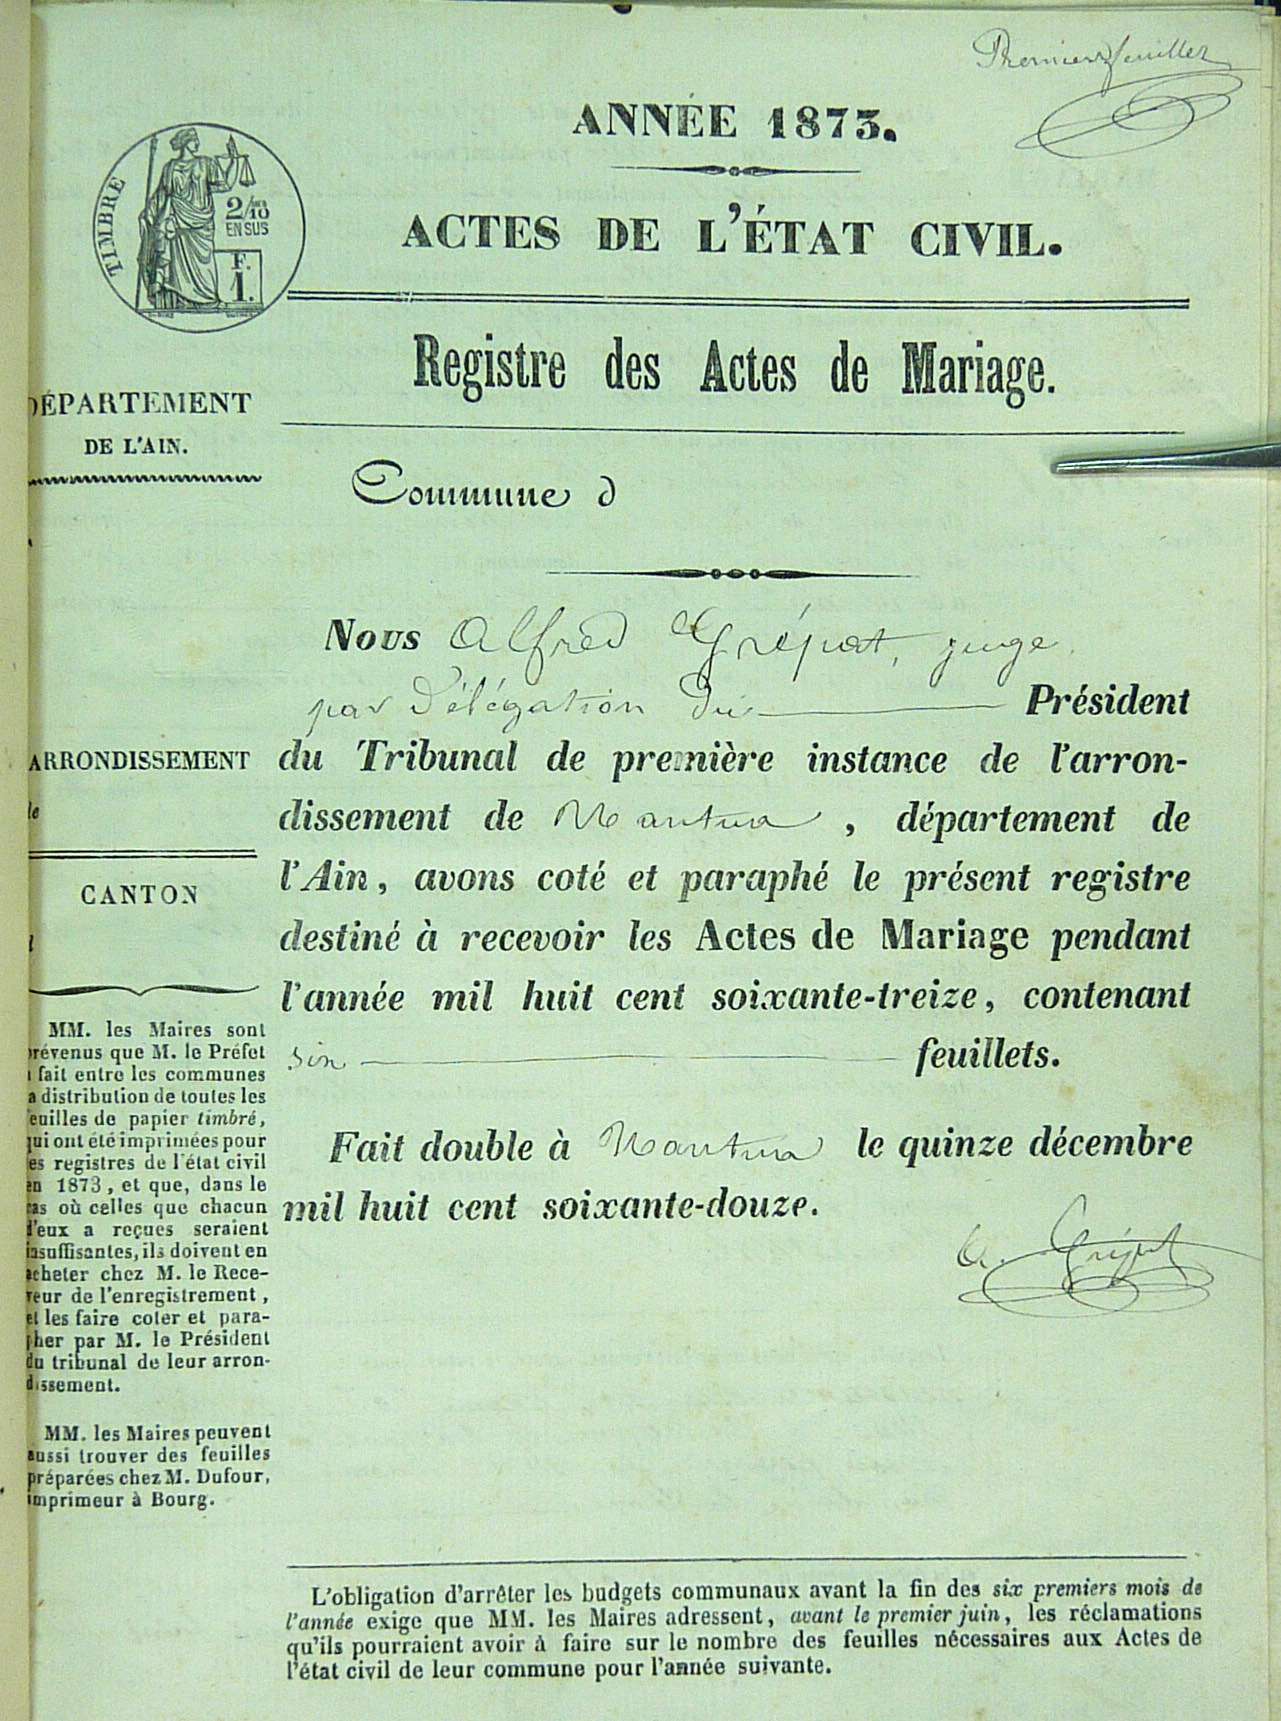 Premier feuillet
ANNÉE 1873.
TIMBRE
2/10
EN SUS
F.
1.
ACTES DE L'ÉTAT CIVIL.
Registre des Actes de Mariage.
DÉPARTEMENT
DE L'AIN.
Commune d
Nous Alfred Grépat, juge
par délégation du Président
du Tribunal de première instance de l'arron-
dissement de Nantua, département de
l'Ain, avons coté et paraphé le présent registre
destiné à recevoir les Actes de Mariage pendant
l'année mil huit cent soixante-treize, contenant
six feuillets.
Fait double à Nantua le quinze décembre
mil huit cent soixante-douze.
A. Grépat
ARRONDISSEMENT
de
CANTON
d
MM. les Maires sont
prévenus que M. le Préfet
a fait entre les communes
la distribution de toutes les
feuilles de papier timbré,
qui ont été imprimées pour
les registres de l'état civil
en 1873, et que, dans le
cas où celles que chacun
d'eux a reçues seraient
insuffisantes, ils doivent en
acheter chez M. le Rece-
veur de l'enregistrement,
et les faire coter et para-
pher par M. le Président
du tribunal de leur arron-
dissement.
MM. les Maires peuvent
aussi trouver des feuilles
préparées chez M. Dufour,
imprimeur à Bourg.
L'obligation d'arrêter les budgets communaux avant la fin des six premiers mois de
l'année exige que MM. les Maires adressent, avant le premier juin, les réclamations
qu'ils pourraient avoir à faire sur le nombre des feuilles nécessaires aux Actes de
l'état civil de leur commune pour l'année suivante.